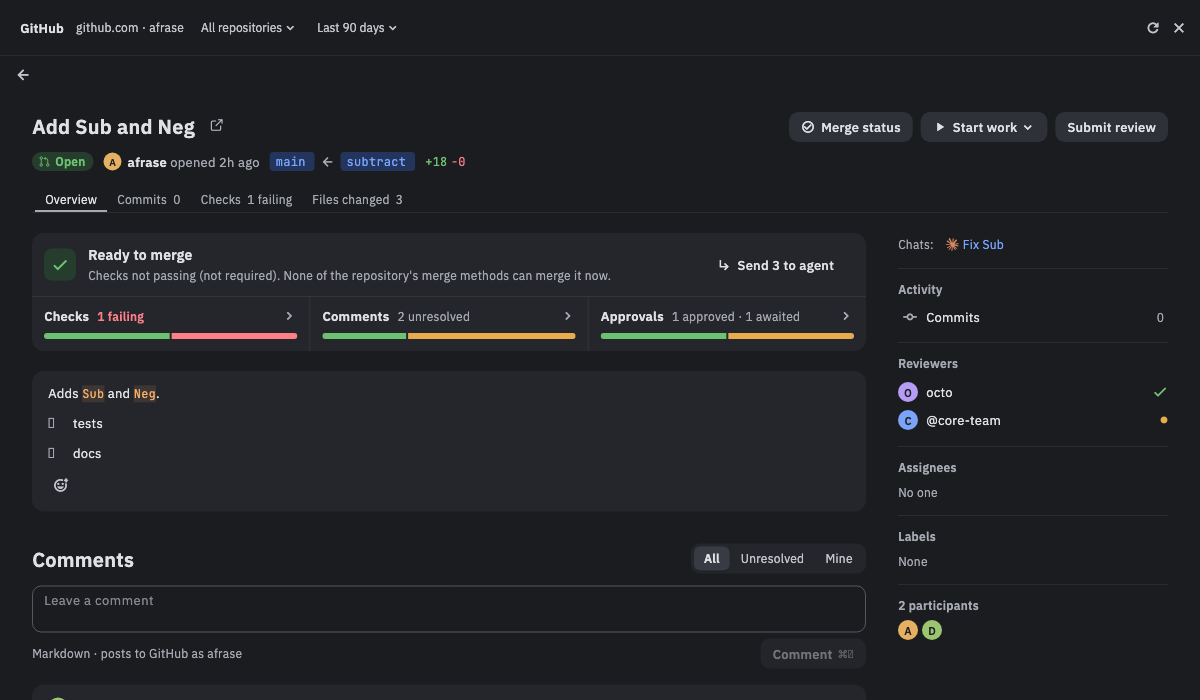 GitHub github.com · afrase All repositories Last 90 days
Add Sub and Neg
Merge status Start work Submit review
Open A afrase opened 2h ago main ← subtract +18 -0
Overview Commits 0 Checks 1 failing Files changed 3
Ready to merge
Checks not passing (not required). None of the repository's merge methods can merge it now.
Send 3 to agent
Checks 1 failing
Comments 2 unresolved
Approvals 1 approved · 1 awaited
Adds Sub and Neg.
tests
docs
Comments
All Unresolved Mine
Leave a comment
Markdown · posts to GitHub as afrase
Comment ⌘
Chats: Fix Sub
Activity
Commits 0
Reviewers
O octo
C @core-team
Assignees
No one
Labels
None
2 participants
A D